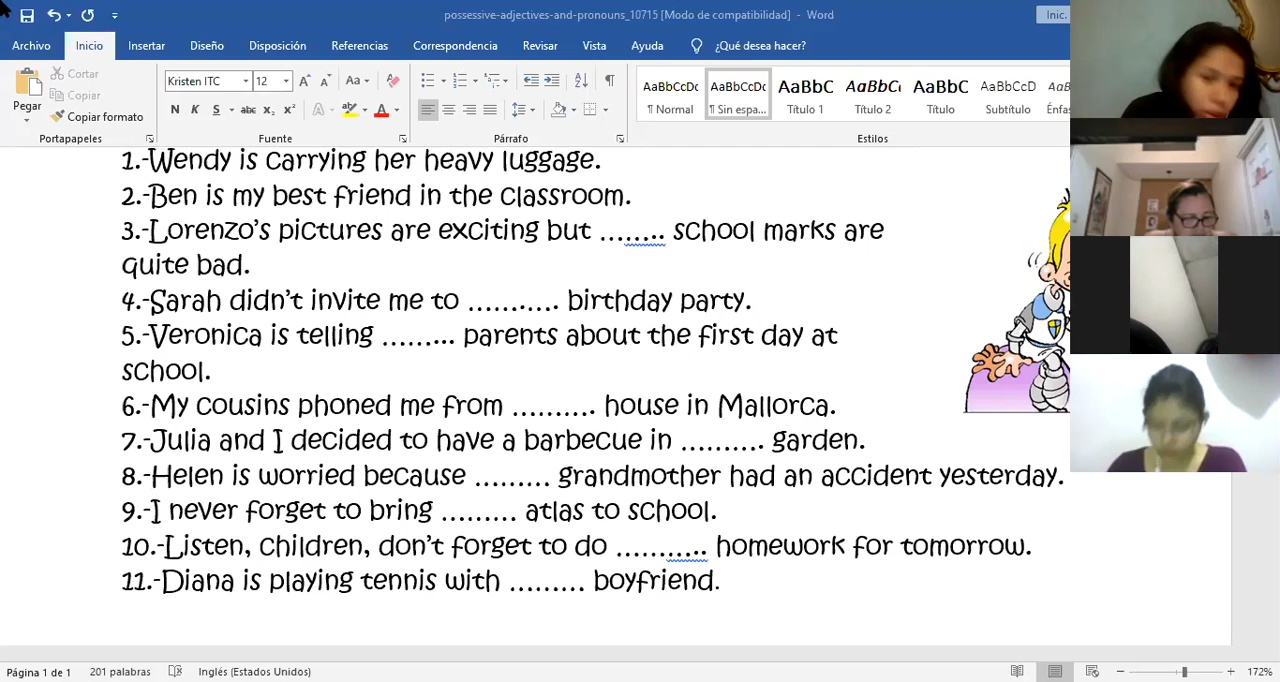 possessive-adjectives-and-pronouns_10715 [Modo de compatibilidad] - Word
Inic.
Archivo Inicio Insertar Diseño Disposición Referencias Correspondencia Revisar Vista Ayuda ¿Qué desea hacer?
Pegar
Cortar
Copiar
Copiar formato
Portapapeles
Kristen ITC 12
Aa
N K S abc x₂ x² A A
Fuente
Párrafo
AaBbCcDc AaBbCcDc AaBbC AaBbCc AaBbC AaBbCcD AaBbCcD
¶ Normal ¶ Sin espa... Título 1 Título 2 Título Subtítulo Énfas
Estilos
1.-Wendy is carrying her heavy luggage.
2.-Ben is my best friend in the classroom.
3.-Lorenzo's pictures are exciting but …….. school marks are
quite bad.
4.-Sarah didn't invite me to ………. birthday party.
5.-Veronica is telling ……... parents about the first day at
school.
6.-My cousins phoned me from ………. house in Mallorca.
7.-Julia and I decided to have a barbecue in ………. garden.
8.-Helen is worried because ……… grandmother had an accident yesterday.
9.-I never forget to bring ……… atlas to school.
10.-Listen, children, don't forget to do ……….. homework for tomorrow.
11.-Diana is playing tennis with ……… boyfriend.
Página 1 de 1 201 palabras Inglés (Estados Unidos) 172%